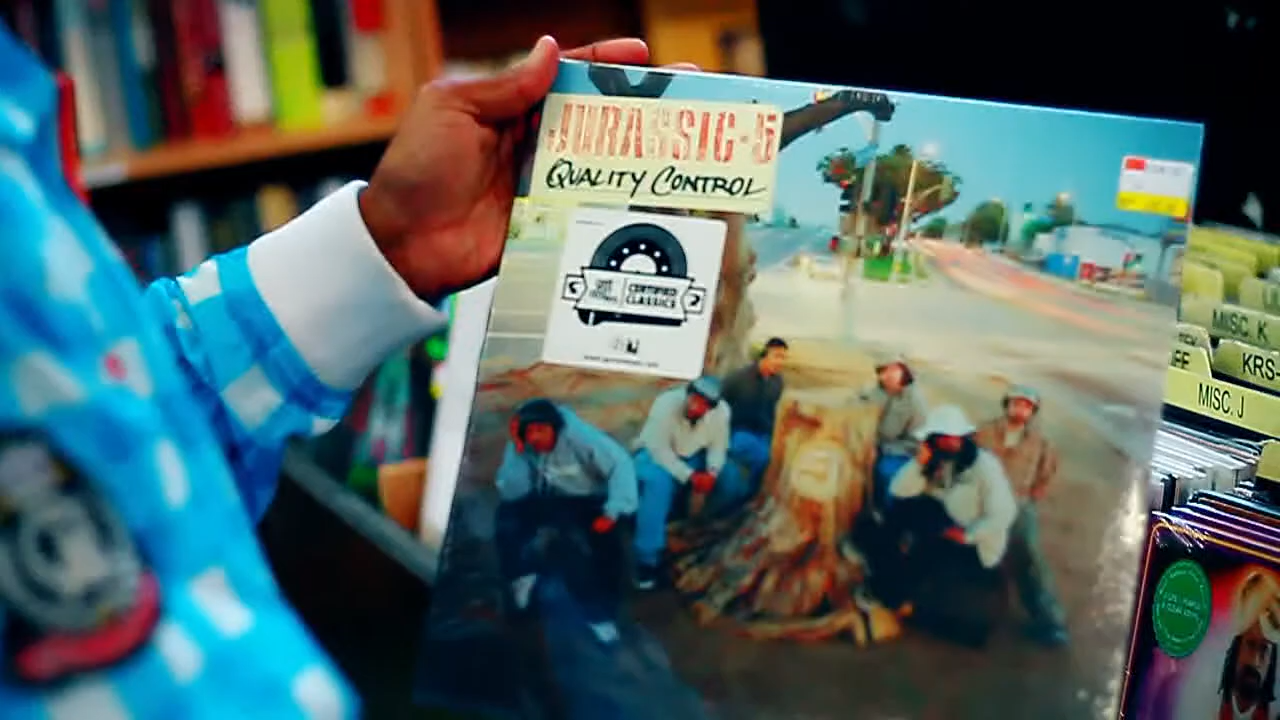 JURASSIC-5
QUALITY CONTROL
CERTIFIED
CLASSICS
MISC. K
KRS-
MISC. J